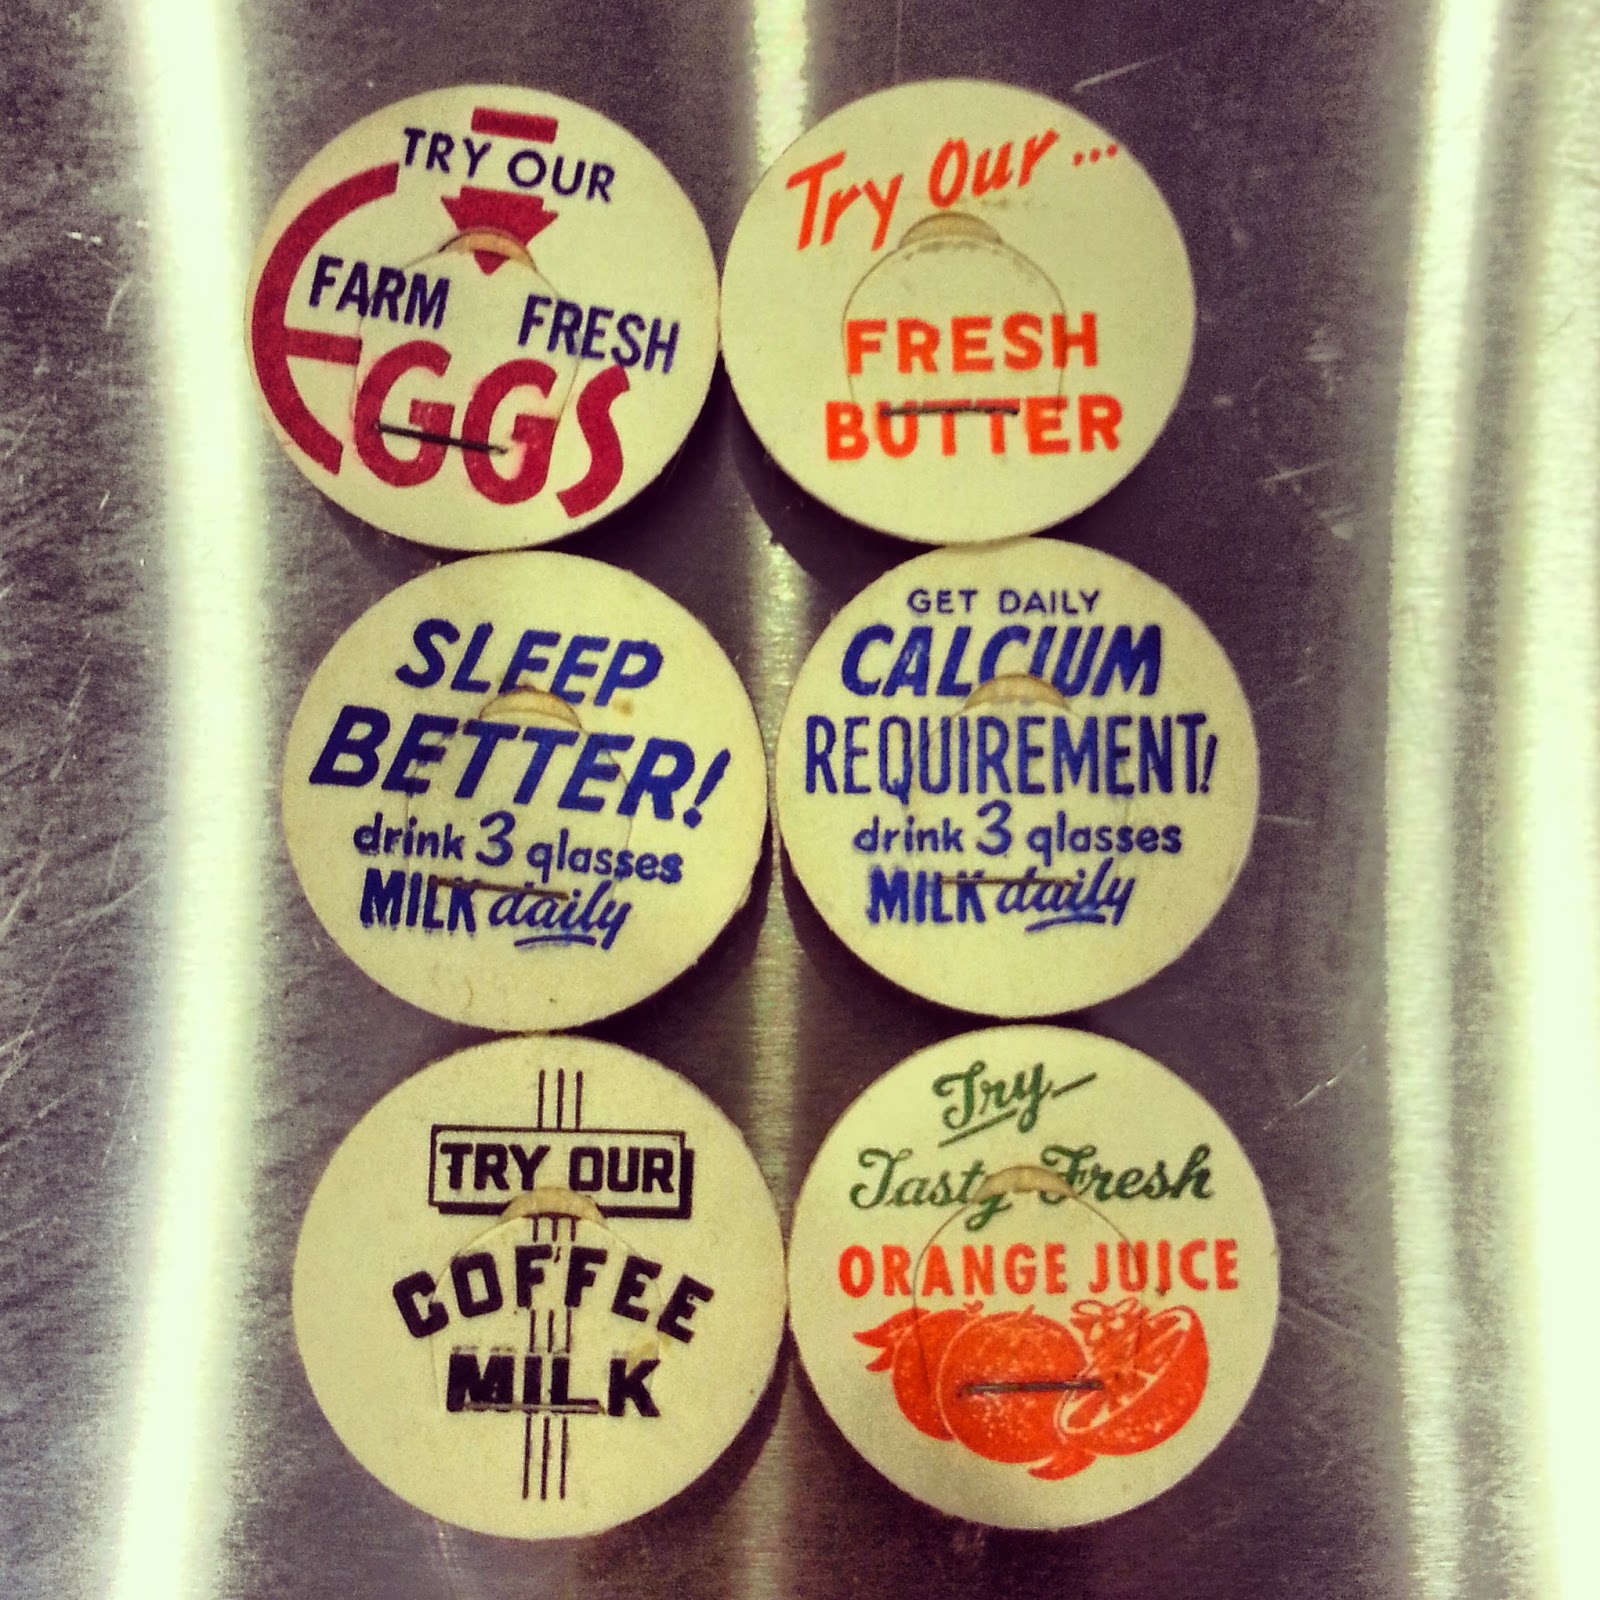 TRY OUR
FARM FRESH
EGGS
Try Our...
FRESH
BUTTER
SLEEP
BETTER!
drink 3 glasses
MILK daily
GET DAILY
CALCIUM
REQUIREMENT!
drink 3 glasses
MILK daily
TRY OUR
COFFEE
MILK
Try
Tasty-Fresh
ORANGE JUICE